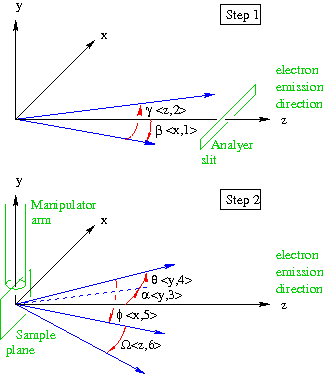 y
Step 1
x
electron
emission
direction
γ <z,2>
z
β <x,1>
Analyer
slit
y
Step 2
Manipulator
arm
x
electron
emission
direction
θ <y,4>
α <y,3>
z
ϕ <x,5>
Sample
plane
Ω <z,6>